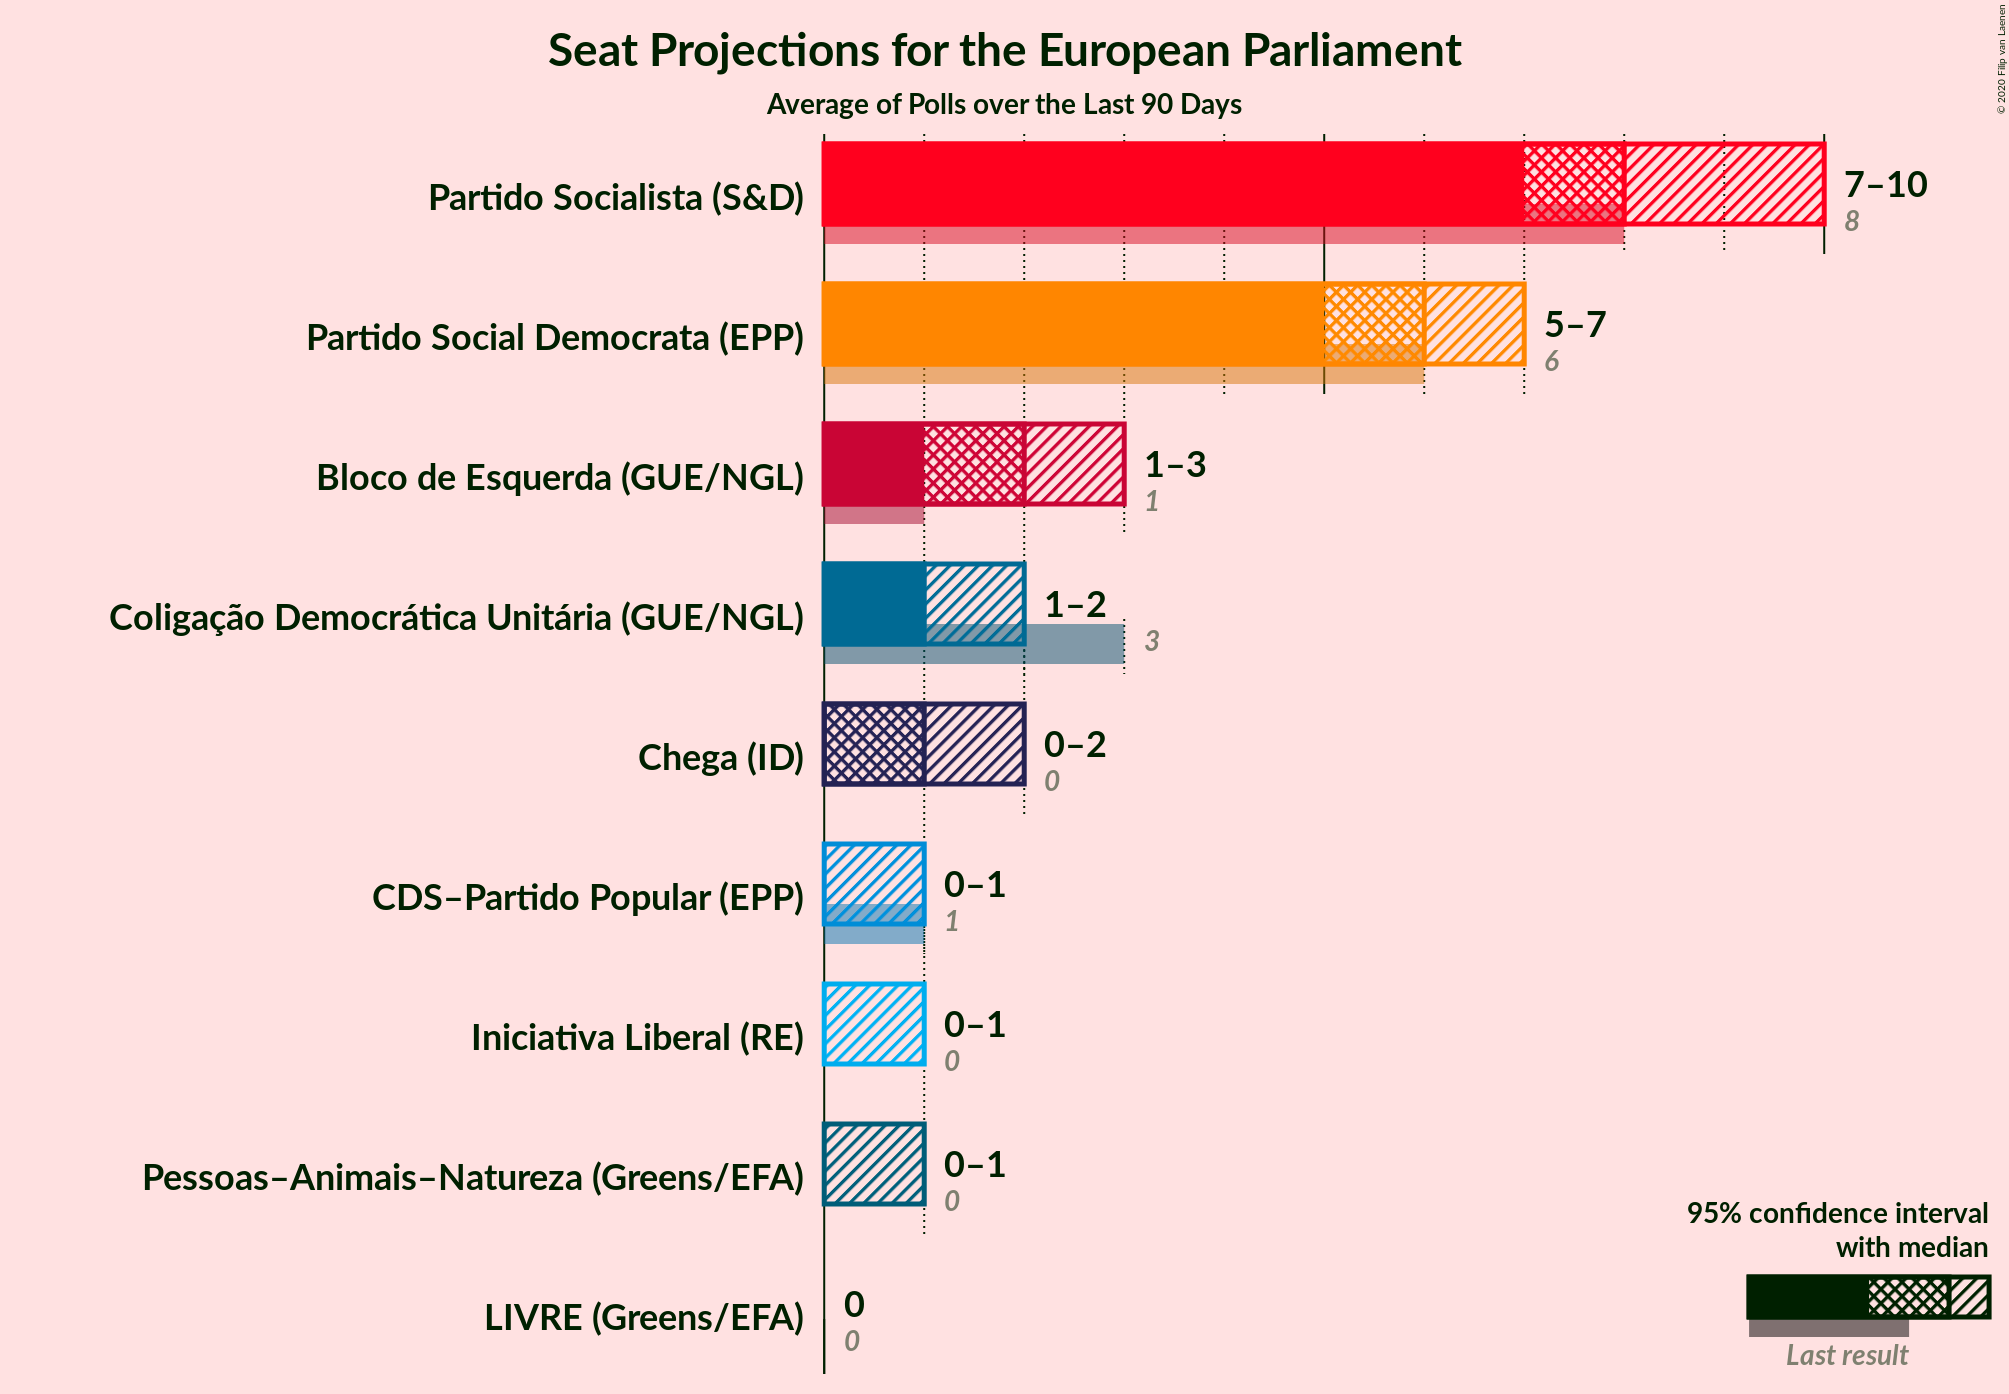 Seat Projections for the European Parliament
Average of Polls over the Last 90 Days
© 2020 Filip van Laenen
Partido Socialista (S&D)
7–10
8
Partido Social Democrata (EPP)
5–7
6
Bloco de Esquerda (GUE/NGL)
1–3
1
Coligação Democrática Unitária (GUE/NGL)
1–2
3
Chega (ID)
0–2
0
CDS–Partido Popular (EPP)
0–1
1
Iniciativa Liberal (RE)
0–1
0
Pessoas–Animais–Natureza (Greens/EFA)
0–1
0
LIVRE (Greens/EFA)
0
0
95% confidence interval
with median
Last result